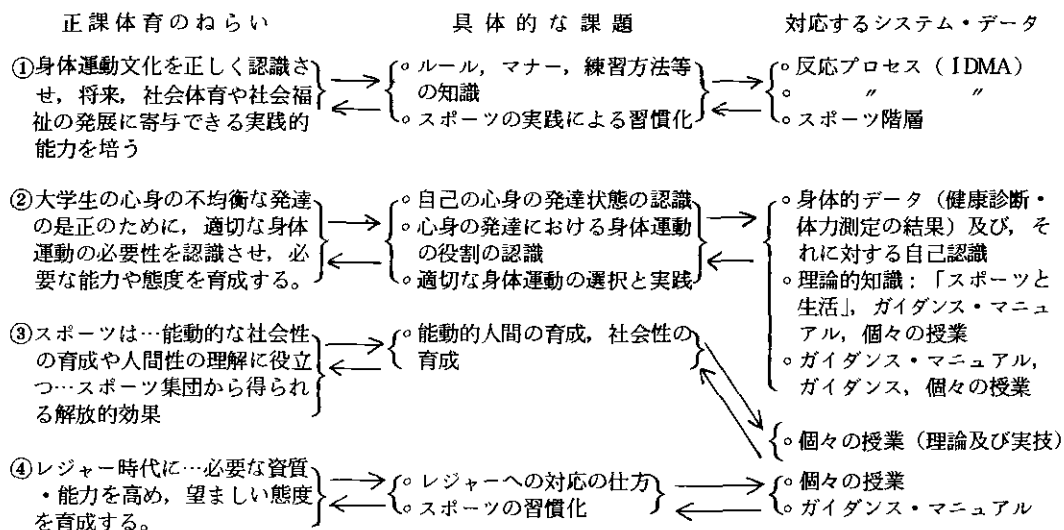 正課体育のねらい
具体的な課題
対応するシステム・データ
①身体運動文化を正しく認識さ
せ，将来，社会体育や社会福
祉の発展に寄与できる実践的
能力を培う
。ルール，マナー，練習方法等
の知識
。スポーツの実践による習慣化
。反応プロセス（IDMA）
。　〃　　〃
。スポーツ階層
②大学生の心身の不均衡な発達
の是正のために，適切な身体
運動の必要性を認識させ，必
要な能力や態度を育成する。
。自己の心身の発達状態の認識
。心身の発達における身体運動
の役割の認識
。適切な身体運動の選択と実践
。身体的データ（健康診断・
体力測定の結果）及び，そ
れに対する自己認識
。理論的知識：「スポーツと
生活」，ガイダンス・マニュ
アル，個々の授業
。ガイダンス・マニュアル，
ガイダンス，個々の授業
③スポーツは…能動的な社会性
の育成や人間性の理解に役立
つ…スポーツ集団から得られ
る解放的効果
。能動的人間の育成，社会性の
育成
。個々の授業（理論及び実技）
④レジャー時代に…必要な資質
・能力を高め，望ましい態度
を育成する。
。レジャーへの対応の仕方
。スポーツの習慣化
。個々の授業
。ガイダンス・マニュアル